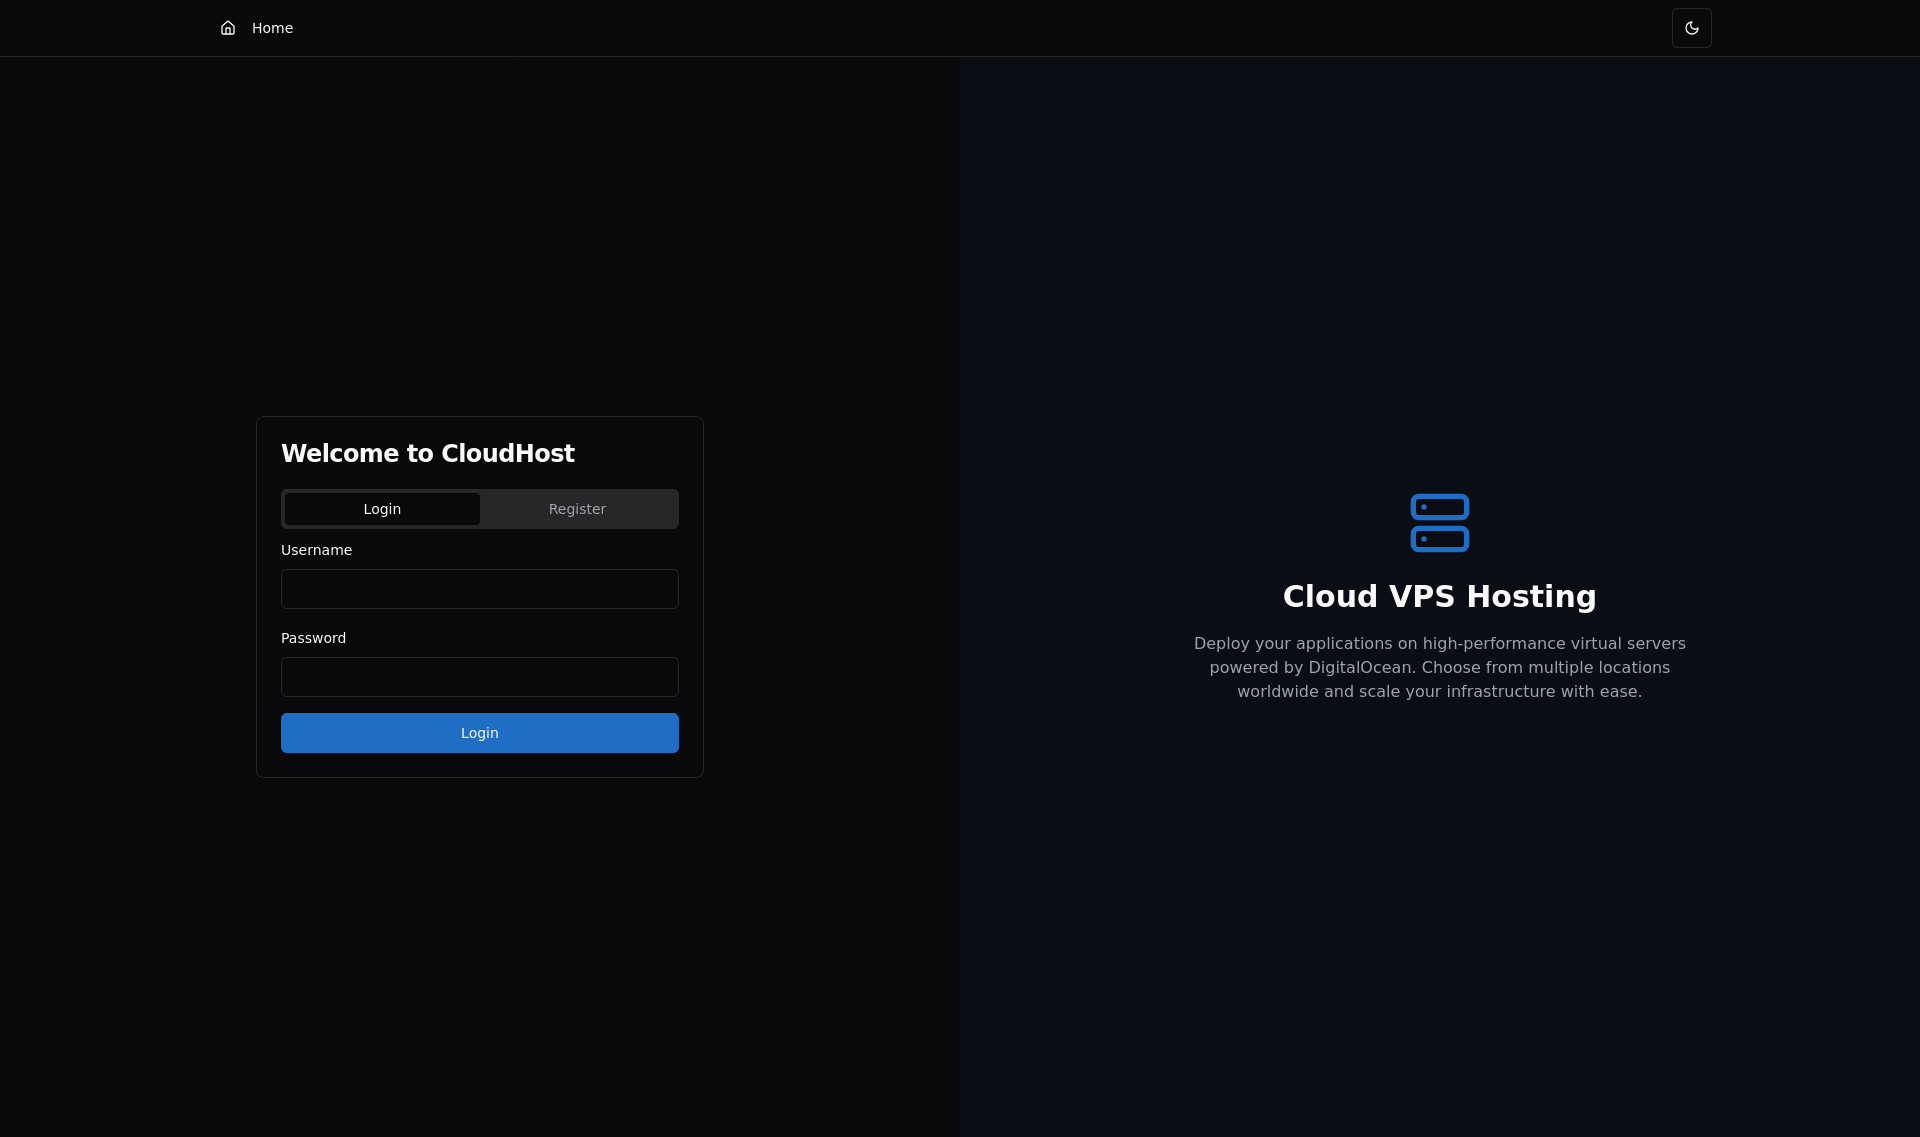 Home
Welcome to CloudHost
Login
Register
Username
Password
Login
Cloud VPS Hosting
Deploy your applications on high-performance virtual servers
powered by DigitalOcean. Choose from multiple locations
worldwide and scale your infrastructure with ease.